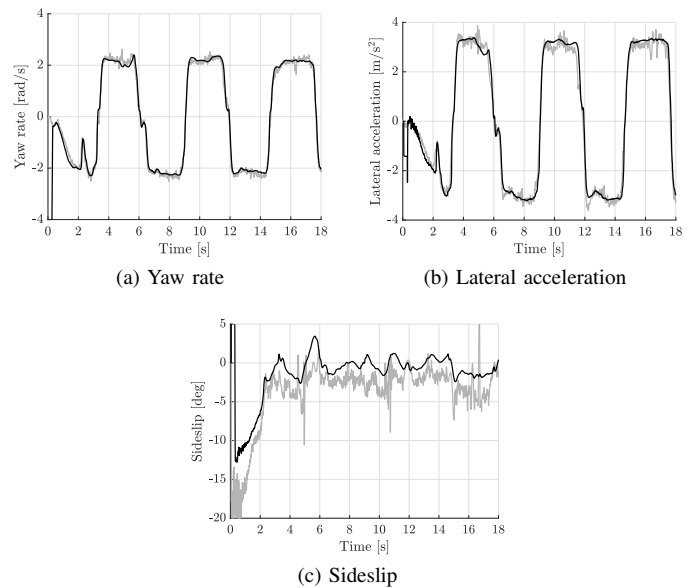 4
2
0
-2
-4
Yaw rate [rad/s]
0 2 4 6 8 10 12 14 16 18
Time [s]
(a) Yaw rate
4
2
0
-2
-4
Lateral acceleration [m/s²]
0 2 4 6 8 10 12 14 16 18
Time [s]
(b) Lateral acceleration
5
0
-5
-10
-15
-20
Sideslip [deg]
0 2 4 6 8 10 12 14 16 18
Time [s]
(c) Sideslip